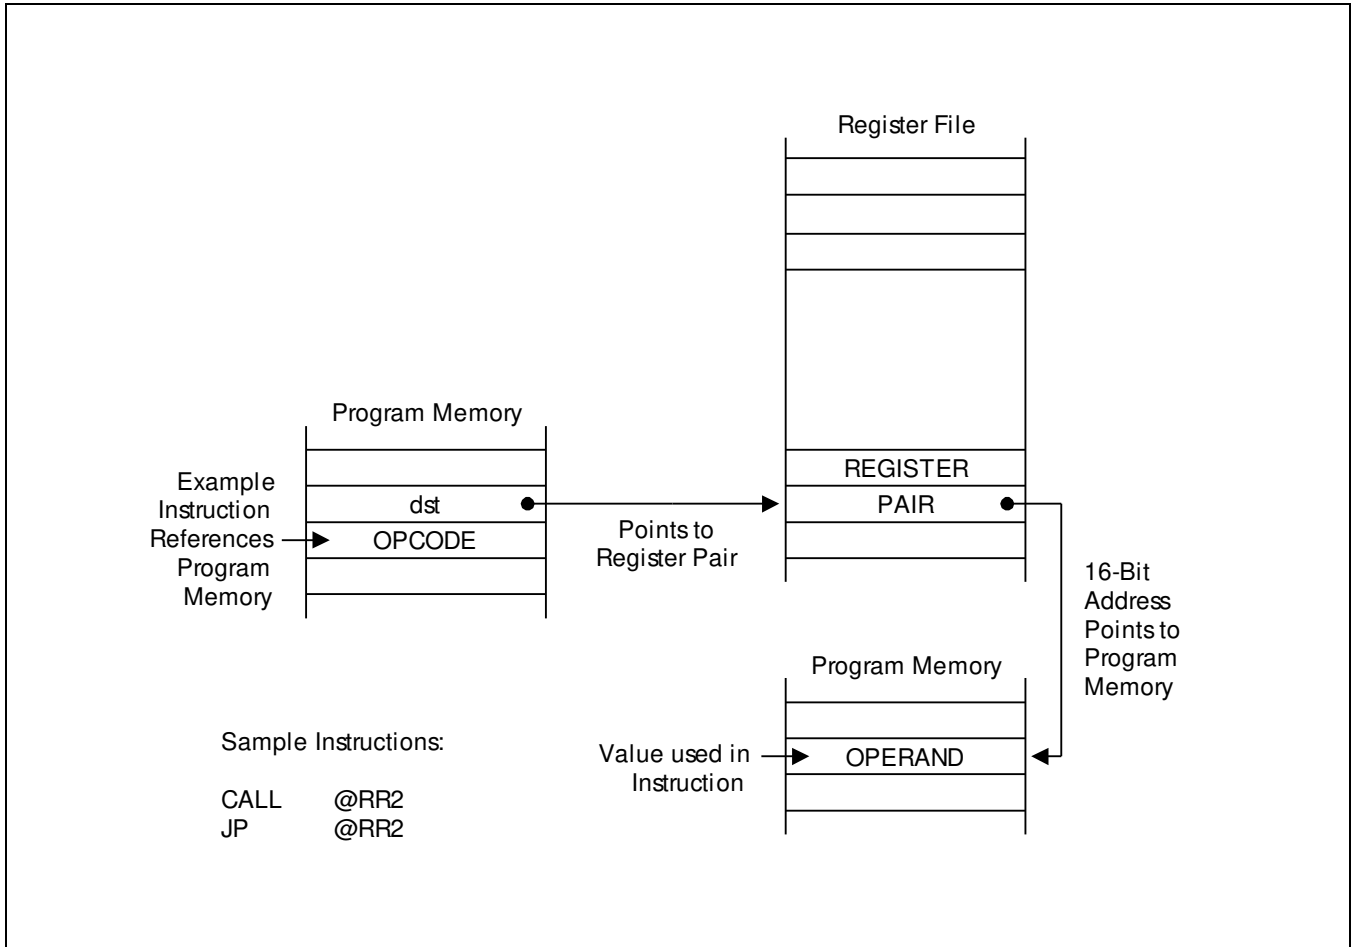 Register File
Program Memory
REGISTER
PAIR
Example
Instruction
References
Program
Memory
dst
OPCODE
Points to
Register Pair
16-Bit
Address
Points to
Program
Memory
Program Memory
Value used in
Instruction
OPERAND
Sample Instructions:
CALL @RR2
JP @RR2